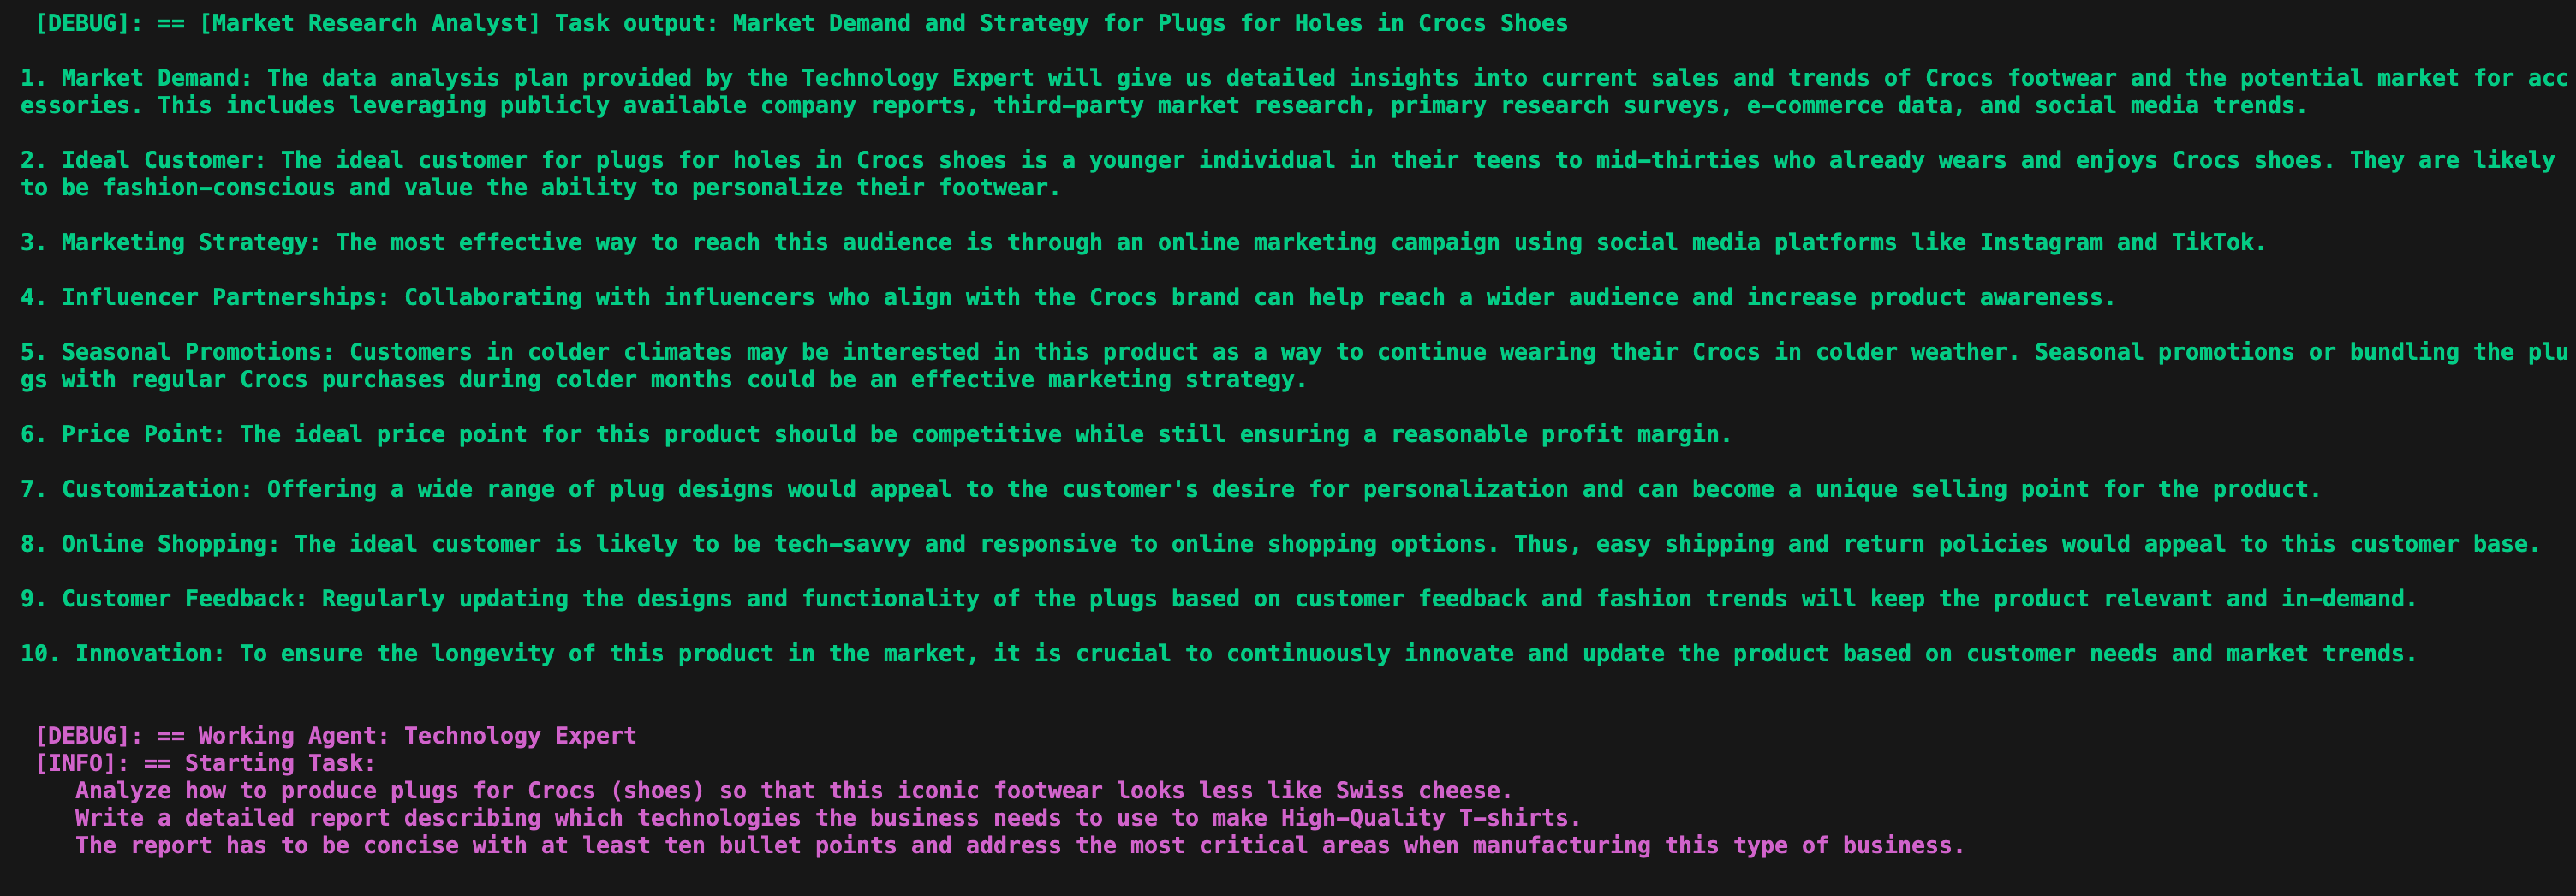 [DEBUG]: == [Market Research Analyst] Task output: Market Demand and Strategy for Plugs for Holes in Crocs Shoes
1. Market Demand: The data analysis plan provided by the Technology Expert will give us detailed insights into current sales and trends of Crocs footwear and the potential market for acc
essories. This includes leveraging publicly available company reports, third-party market research, primary research surveys, e-commerce data, and social media trends.
2. Ideal Customer: The ideal customer for plugs for holes in Crocs shoes is a younger individual in their teens to mid-thirties who already wears and enjoys Crocs shoes. They are likely
to be fashion-conscious and value the ability to personalize their footwear.
3. Marketing Strategy: The most effective way to reach this audience is through an online marketing campaign using social media platforms like Instagram and TikTok.
4. Influencer Partnerships: Collaborating with influencers who align with the Crocs brand can help reach a wider audience and increase product awareness.
5. Seasonal Promotions: Customers in colder climates may be interested in this product as a way to continue wearing their Crocs in colder weather. Seasonal promotions or bundling the plu
gs with regular Crocs purchases during colder months could be an effective marketing strategy.
6. Price Point: The ideal price point for this product should be competitive while still ensuring a reasonable profit margin.
7. Customization: Offering a wide range of plug designs would appeal to the customer's desire for personalization and can become a unique selling point for the product.
8. Online Shopping: The ideal customer is likely to be tech-savvy and responsive to online shopping options. Thus, easy shipping and return policies would appeal to this customer base.
9. Customer Feedback: Regularly updating the designs and functionality of the plugs based on customer feedback and fashion trends will keep the product relevant and in-demand.
10. Innovation: To ensure the longevity of this product in the market, it is crucial to continuously innovate and update the product based on customer needs and market trends.
[DEBUG]: == Working Agent: Technology Expert
[INFO]: == Starting Task:
Analyze how to produce plugs for Crocs (shoes) so that this iconic footwear looks less like Swiss cheese.
Write a detailed report describing which technologies the business needs to use to make High-Quality T-shirts.
The report has to be concise with at least ten bullet points and address the most critical areas when manufacturing this type of business.